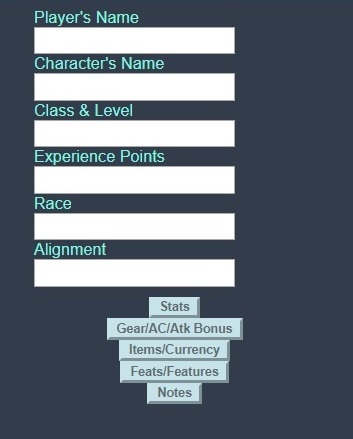 Player's Name
Character's Name
Class & Level
Experience Points
Race
Alignment
Stats
Gear/AC/Atk Bonus
Items/Currency
Feats/Features
Notes